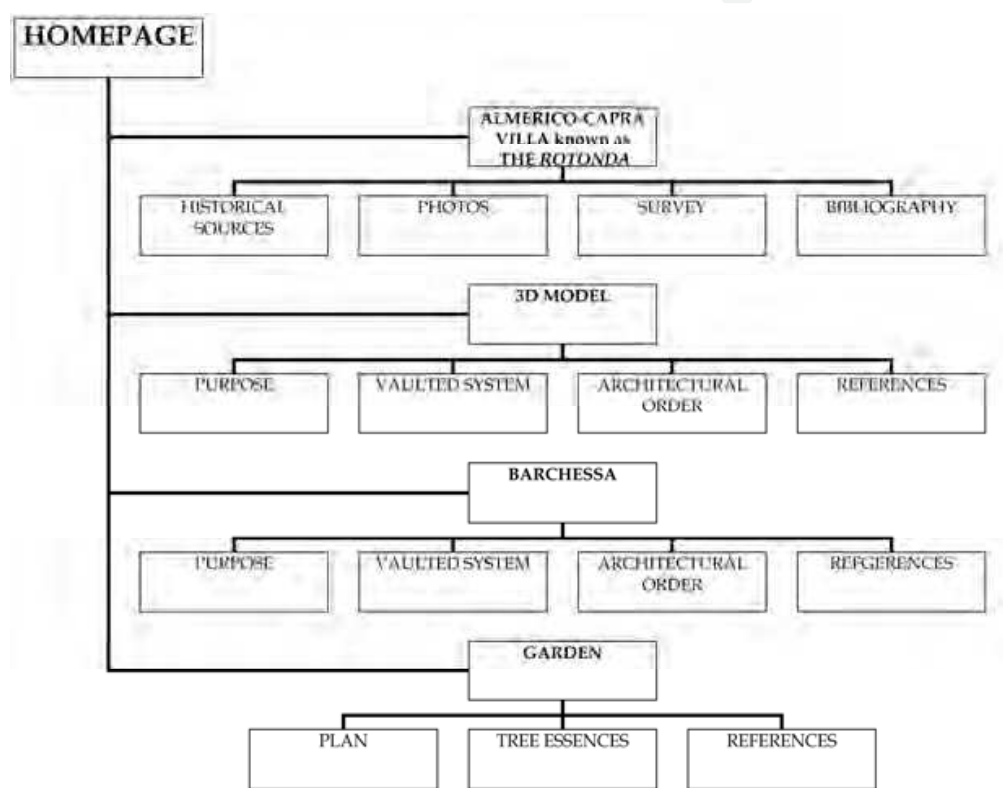 HOMEPAGE
ALMERICO-CAPRA
VILLA known as
THE ROTONDA
HISTORICAL
SOURCES
PHOTOS
SURVEY
BIBLIOGRAPHY
3D MODEL
PURPOSE
VAULTED SYSTEM
ARCHITECTURAL
ORDER
REFERENCES
BARCHESSA
PURPOSE
VAULTED SYSTEM
ARCHITECTURAL
ORDER
REFGERENCES
GARDEN
PLAN
TREE ESSENCES
REFERENCES